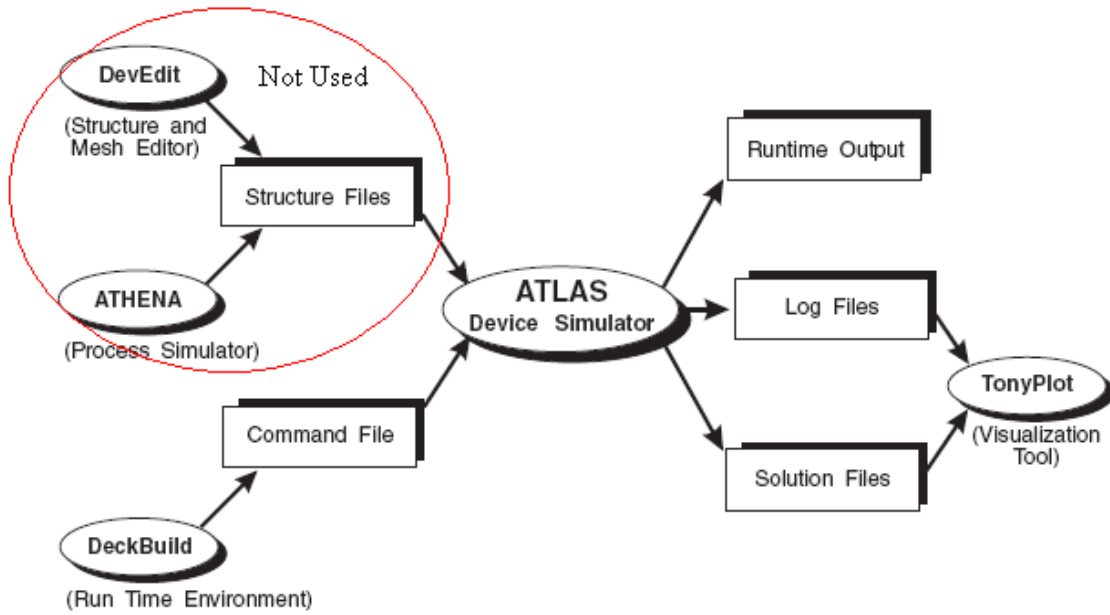 DevEdit
Not Used
(Structure and
Mesh Editor)
Structure Files
ATHENA
(Process Simulator)
ATLAS
Device Simulator
Command File
DeckBuild
(Run Time Environment)
Runtime Output
Log Files
Solution Files
TonyPlot
(Visualization
Tool)